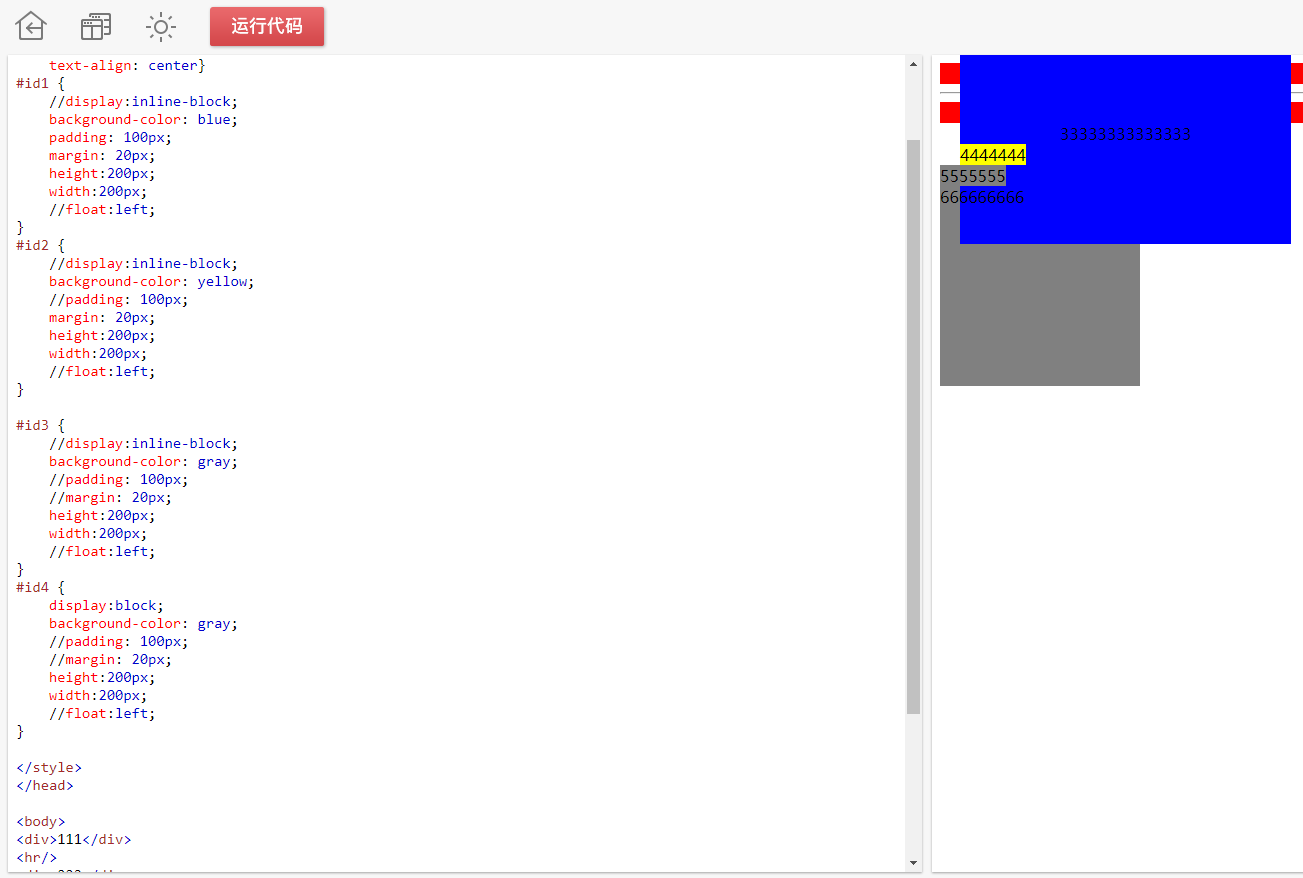 运行代码
text-align: center}
#id1 {
//display:inline-block;
background-color: blue;
padding: 100px;
margin: 20px;
height:200px;
width:200px;
//float:left;
}
#id2 {
//display:inline-block;
background-color: yellow;
//padding: 100px;
margin: 20px;
height:200px;
width:200px;
//float:left;
}
#id3 {
//display:inline-block;
background-color: gray;
//padding: 100px;
//margin: 20px;
height:200px;
width:200px;
//float:left;
}
#id4 {
display:block;
background-color: gray;
//padding: 100px;
//margin: 20px;
height:200px;
width:200px;
//float:left;
}
</style>
</head>
<body>
<div>111</div>
<hr/>
33333333333333
4444444
5555555
666666666